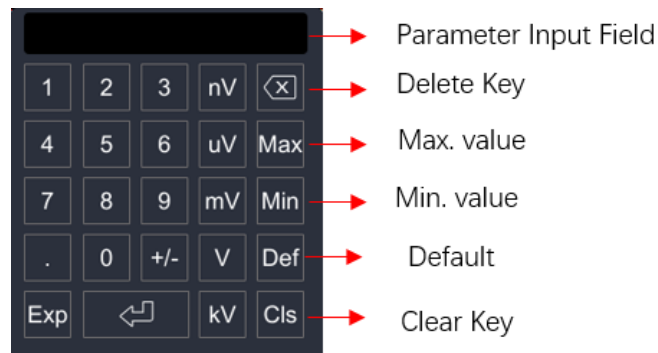 Parameter Input Field
1 2 3 nV Delete Key
4 5 6 uV Max Max. value
7 8 9 mV Min Min. value
. 0 +/- V Def Default
Exp kV Cls Clear Key